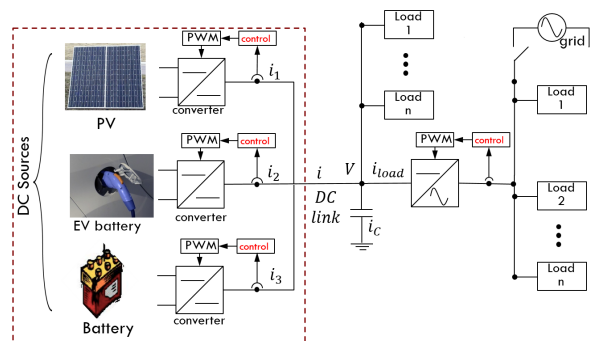 DC Sources
PV
EV battery
Battery
PWM
control
converter
i1
PWM
control
converter
i2
PWM
control
converter
i3
i
V
DC
link
iC
iload
Load
1
Load
n
PWM
control
grid
Load
1
Load
2
Load
n